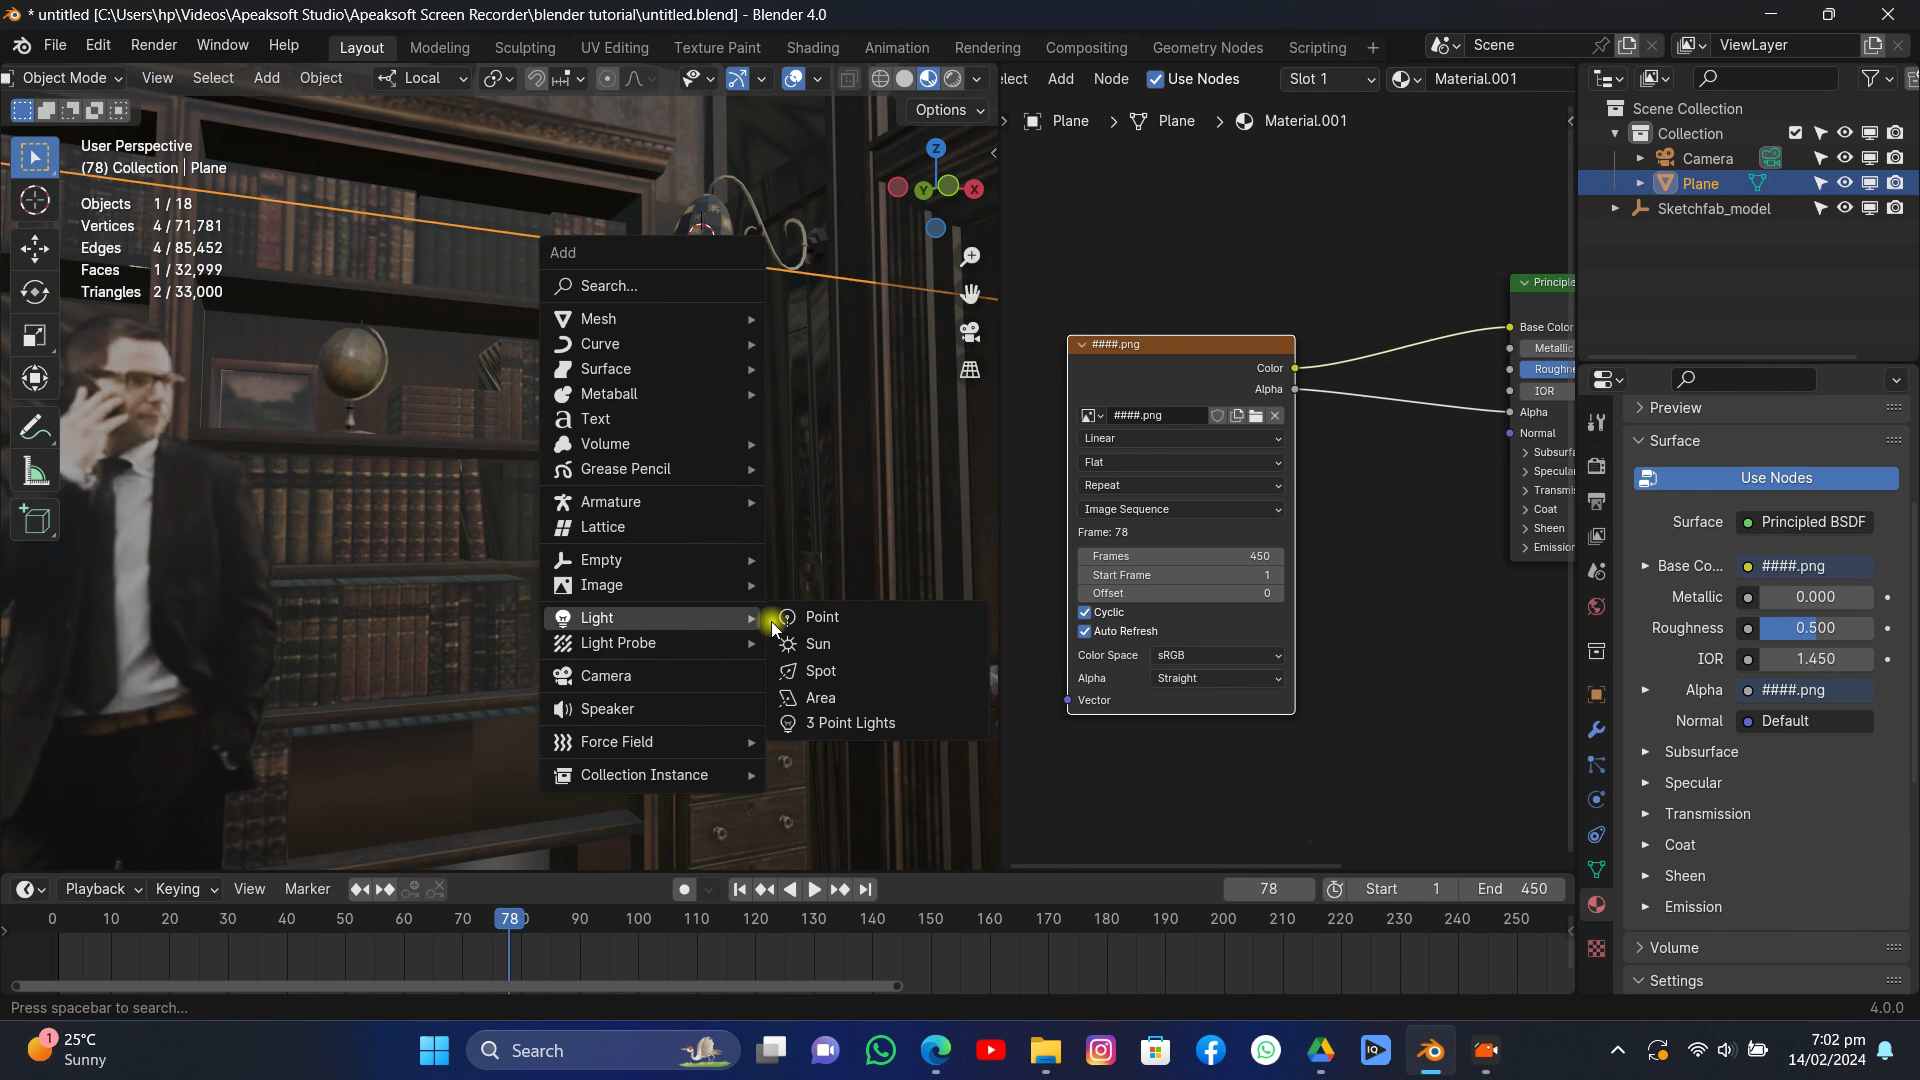 * untitled [C:\Users\hp\Videos\Apeaksoft Studio\Apeaksoft Screen Recorder\blender tutorial\untitled.blend] - Blender 4.0
File Edit Render Window Help
Layout Modeling Sculpting UV Editing Texture Paint Shading Animation Rendering Compositing Geometry Nodes Scripting +
Scene
ViewLayer
Object Mode View Select Add Object
Local
Options
User Perspective
(78) Collection | Plane
Objects 1 / 18
Vertices 4 / 71,781
Edges 4 / 85,452
Faces 1 / 32,999
Triangles 2 / 33,000
Z
X
Y
Add
Search...
Mesh
Curve
Surface
Metaball
Text
Volume
Grease Pencil
Armature
Lattice
Empty
Image
Light
Light Probe
Camera
Speaker
Force Field
Collection Instance
Point
Sun
Spot
Area
3 Point Lights
elect Add Node Use Nodes Slot 1 Material.001
Plane > Plane > Material.001
####.png
Color
Alpha
####.png
Linear
Flat
Repeat
Image Sequence
Frame: 78
Frames 450
Start Frame 1
Offset 0
Cyclic
Auto Refresh
Color Space sRGB
Alpha Straight
Vector
Principle
Base Color
Metallic
Roughne
IOR
Alpha
Normal
Subsurfa
Specular
Transmis
Coat
Sheen
Emission
Scene Collection
Collection
Camera
Plane
Sketchfab_model
Preview
Surface
Use Nodes
Surface Principled BSDF
Base Co... ####.png
Metallic 0.000
Roughness 0.500
IOR 1.450
Alpha ####.png
Normal Default
Subsurface
Specular
Transmission
Coat
Sheen
Emission
Volume
Settings
Playback Keying View Marker
78 Start 1 End 450
0 10 20 30 40 50 60 70 78 90 100 110 120 130 140 150 160 170 180 190 200 210 220 230 240 250
Press spacebar to search...
4.0.0
1
25°C
Sunny
Search
IQ
7:02 pm
14/02/2024